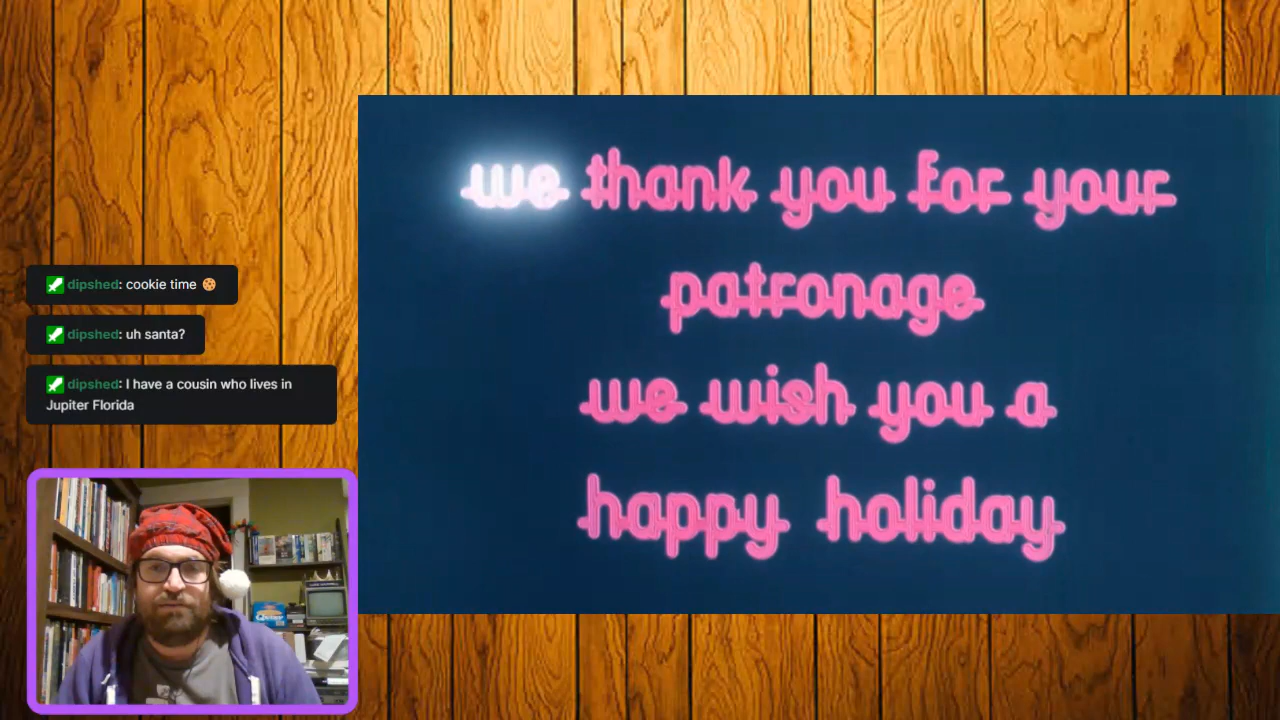 we thank you for your
patronage
we wish you a
happy holiday
dipshed: cookie time 🍪
dipshed: uh santa?
dipshed: I have a cousin who lives in
Jupiter Florida